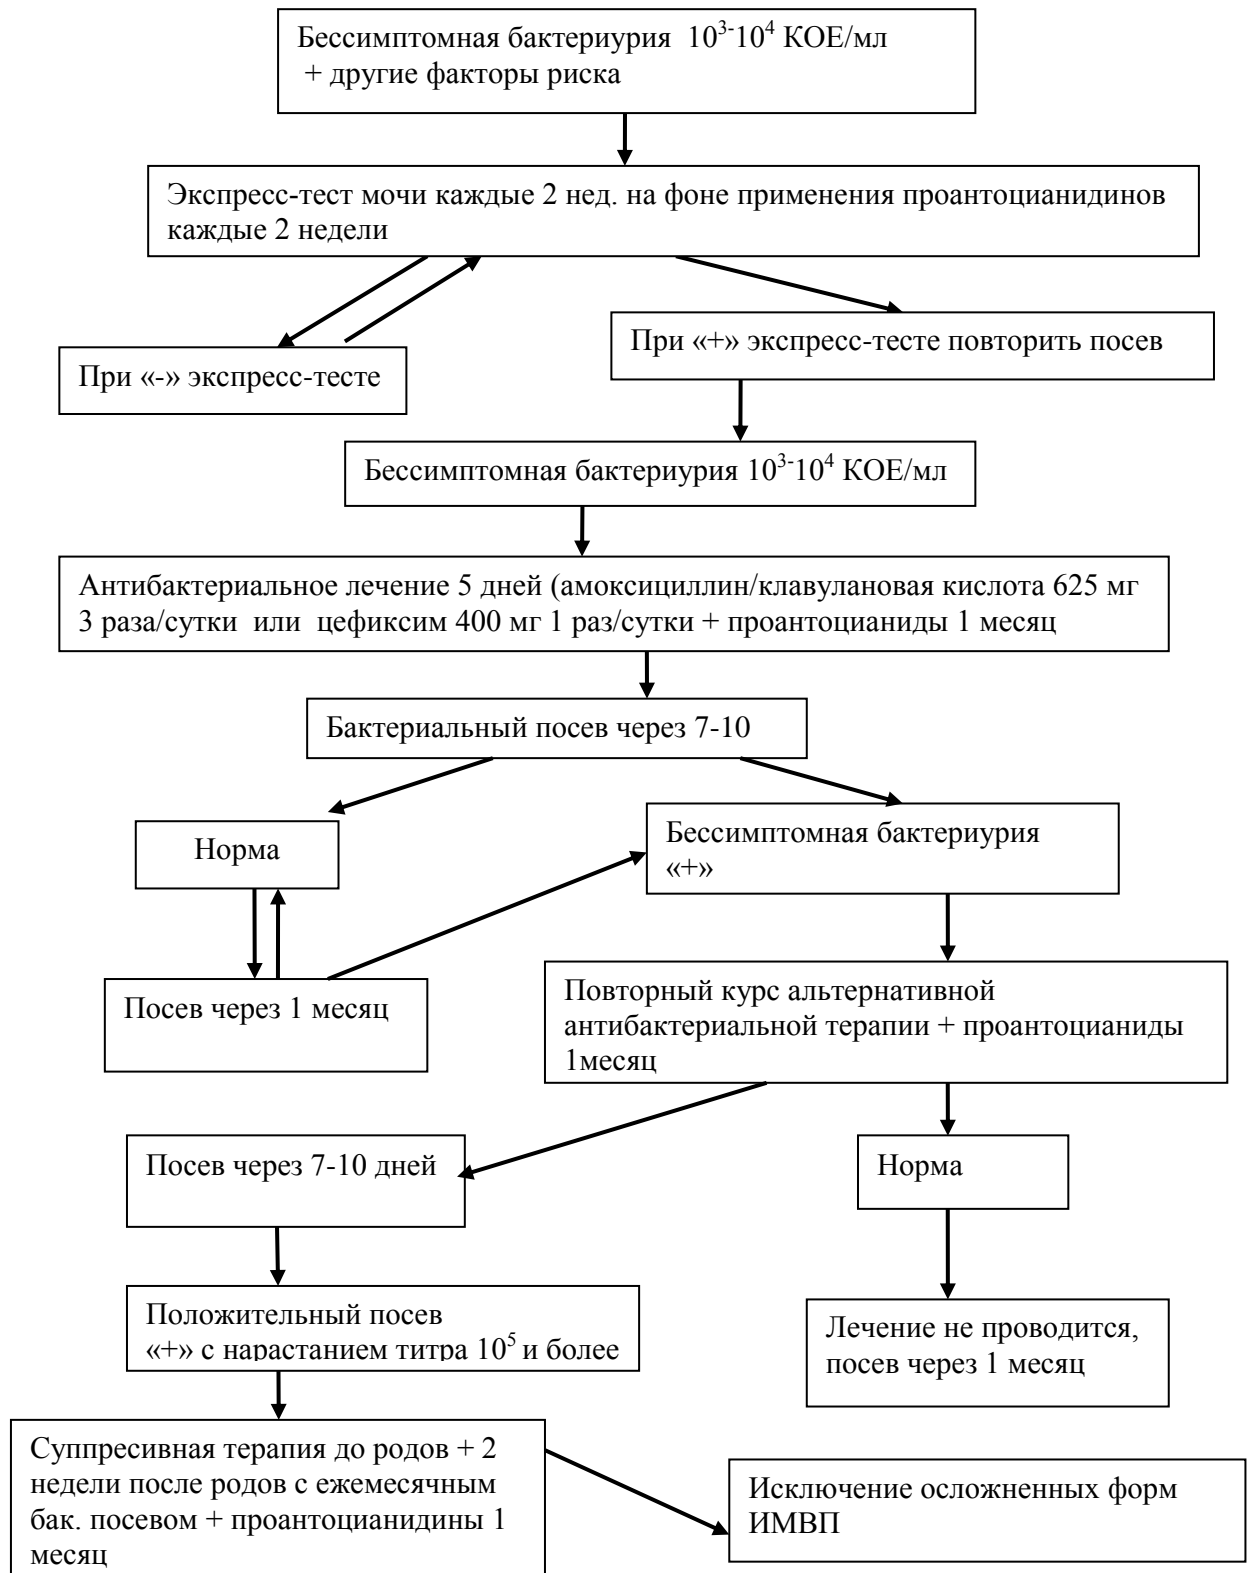 Бессимптомная бактериурия 10³⁻10⁴ КОЕ/мл
+ другие факторы риска
Экспресс-тест мочи каждые 2 нед. на фоне применения проантоцианидинов
каждые 2 недели
При «-» экспресс-тесте
При «+» экспресс-тесте повторить посев
Бессимптомная бактериурия 10³⁻10⁴ КОЕ/мл
Антибактериальное лечение 5 дней (амоксициллин/клавулановая кислота 625 мг
3 раза/сутки или цефиксим 400 мг 1 раз/сутки + проантоцианиды 1 месяц
Бактериальный посев через 7-10
Норма
Бессимптомная бактериурия
«+»
Посев через 1 месяц
Повторный курс альтернативной
антибактериальной терапии + проантоцианиды
1месяц
Посев через 7-10 дней
Норма
Положительный посев
«+» с нарастанием титра 10⁵ и более
Лечение не проводится,
посев через 1 месяц
Суппресивная терапия до родов + 2
недели после родов с ежемесячным
бак. посевом + проантоцианидины 1
месяц
Исключение осложненных форм
ИМВП